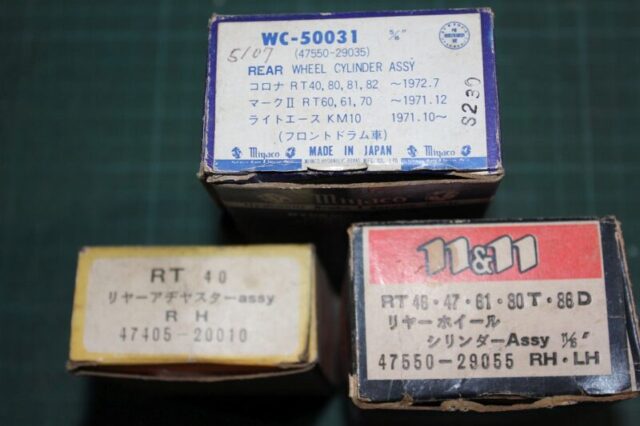 WC-50031 5/8"
5107 (47550-29035)
REAR WHEEL CYLINDER ASSY
コロナ RT40, 80, 81, 82 ～1972.7
マークⅡ RT60, 61, 70 ～1971.12
ライトエース KM10 1971.10～
(フロントドラム車)
Miyaco MADE IN JAPAN Miyaco
8230
Miyaco
RT 40
リヤーアヂヤスターassy
R H
47405-20010
n&n
RT 46・47・61・80T・86D
リヤーホイール
シリンダーAssy 11/16"
47550-29055 RH・LH